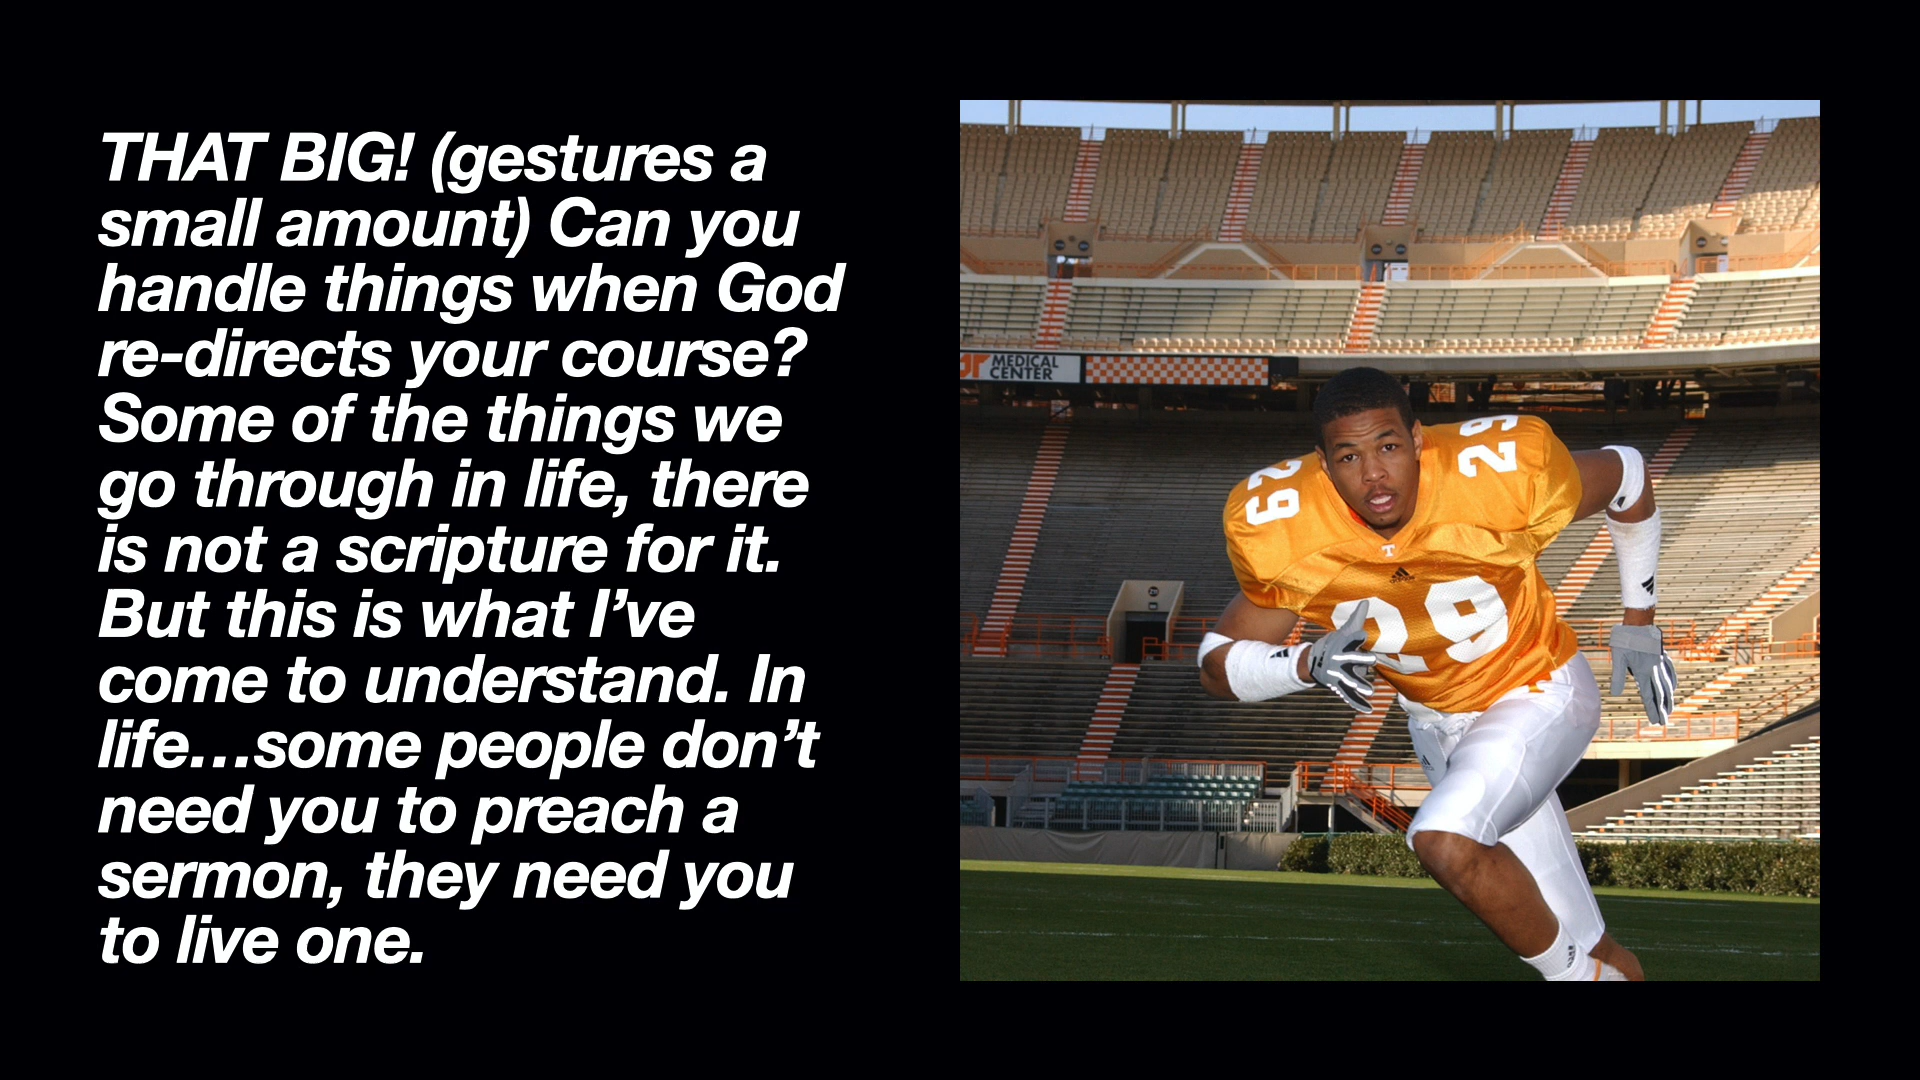 THAT BIG! (gestures a
small amount) Can you
handle things when God
re-directs your course?
Some of the things we
go through in life, there
is not a scripture for it.
But this is what I’ve
come to understand. In
life…some people don’t
need you to preach a
sermon, they need you
to live one.
MEDICAL
CENTER
29
29
T
29